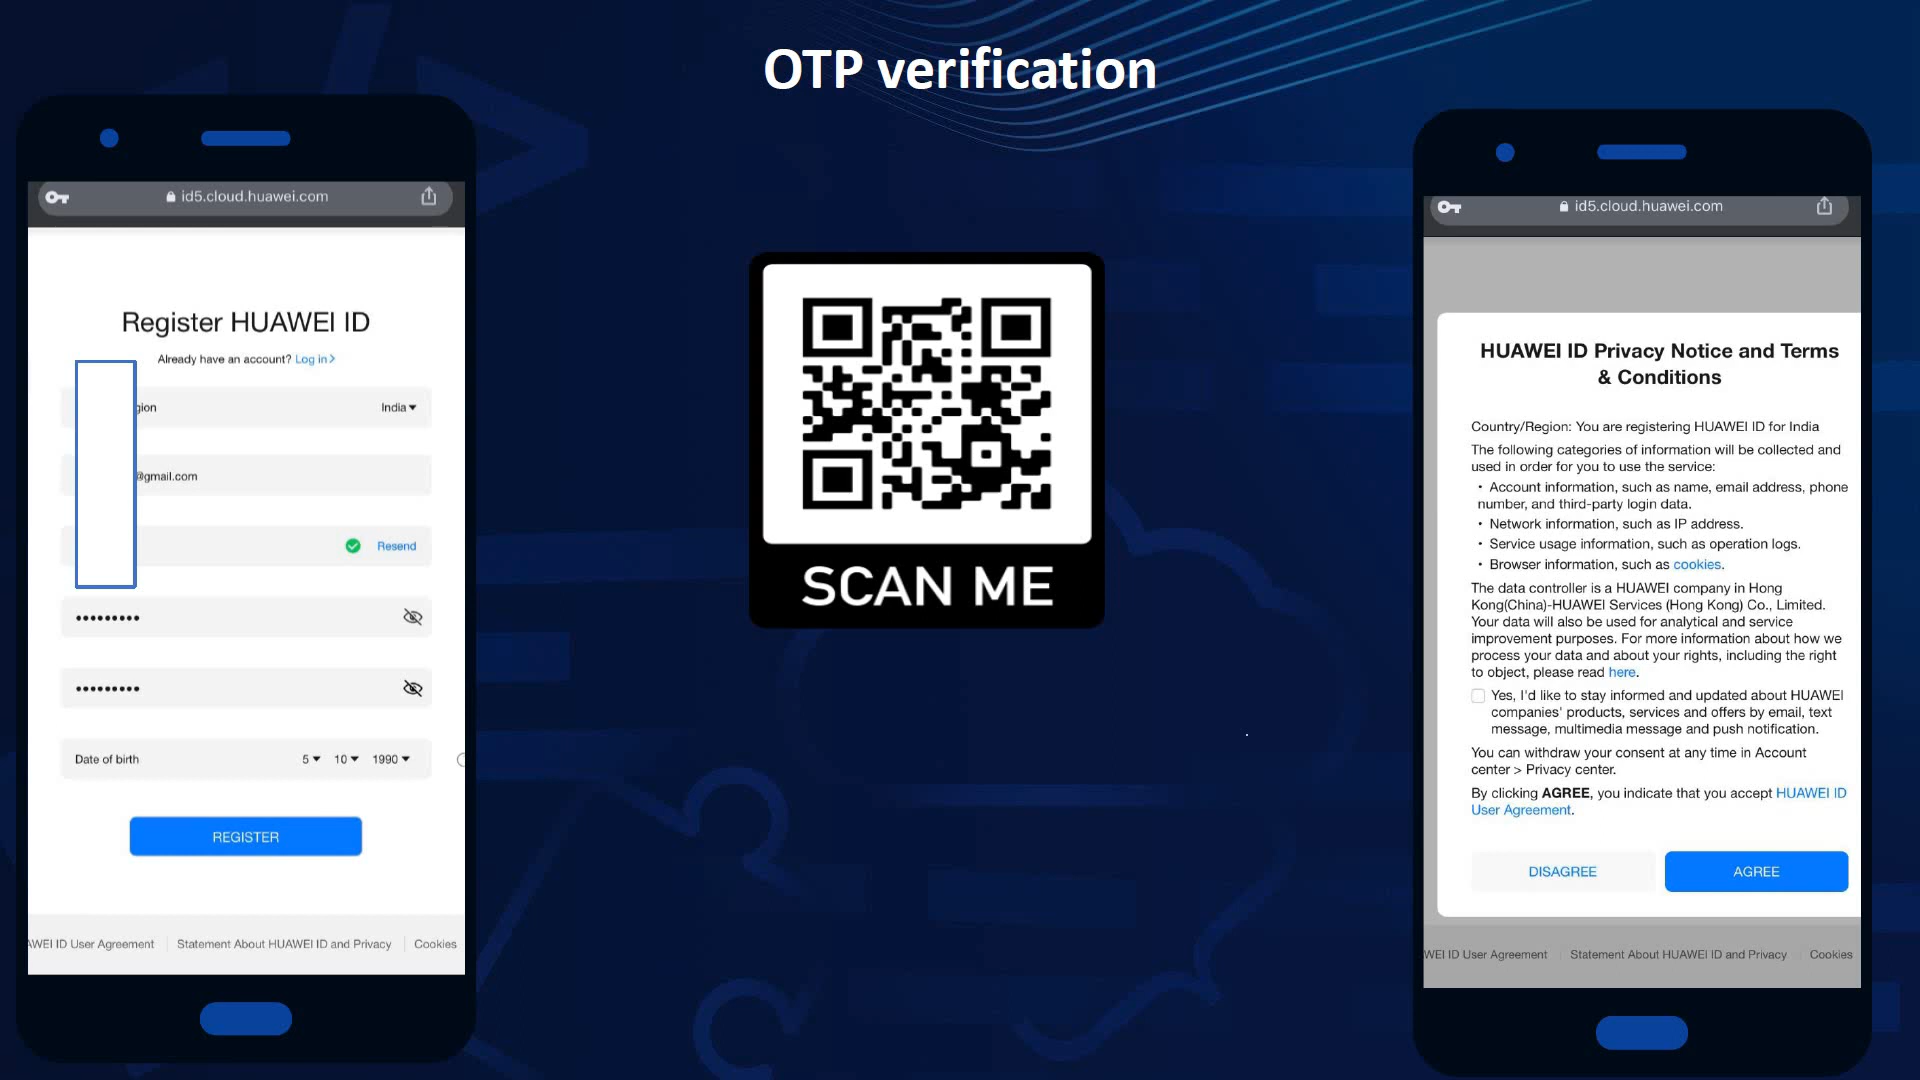 OTP verification
id5.cloud.huawei.com
Register HUAWEI ID
Already have an account? Log in >
India
@gmail.com
Resend
•••••••••
•••••••••
Date of birth 5 10 1990
REGISTER
ID User Agreement Statement About HUAWEI ID and Privacy Cookies
SCAN ME
id5.cloud.huawei.com
HUAWEI ID Privacy Notice and Terms
& Conditions
Country/Region: You are registering HUAWEI ID for India
The following categories of information will be collected and
used in order for you to use the service:
• Account information, such as name, email address, phone
number, and third-party login data.
• Network information, such as IP address.
• Service usage information, such as operation logs.
• Browser information, such as cookies.
The data controller is a HUAWEI company in Hong
Kong(China)-HUAWEI Services (Hong Kong) Co., Limited.
Your data will also be used for analytical and service
improvement purposes. For more information about how we
process your data and about your rights, including the right
to object, please read here.
Yes, I'd like to stay informed and updated about HUAWEI
companies' products, services and offers by email, text
message, multimedia message and push notification.
You can withdraw your consent at any time in Account
center > Privacy center.
By clicking AGREE, you indicate that you accept HUAWEI ID
User Agreement.
DISAGREE AGREE
ID User Agreement Statement About HUAWEI ID and Privacy Cookies